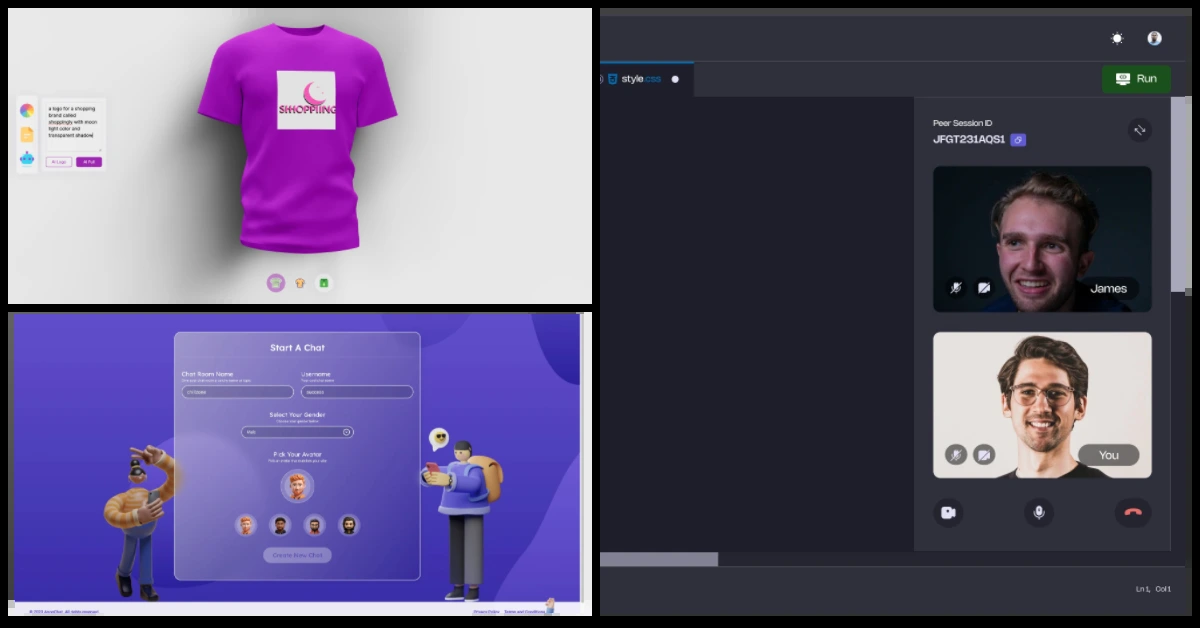 a logo for a shopping
brand called
shoppingly with moon
light color and
transparent shadow
AI Logo
AI Full
SHHOPPIING
Start A Chat
Chat Room Name
Username
Select Your Gender
Male
Pick Your Avatar
Create New Chat
Privacy Policy
Terms and Conditions
style.css
Run
Peer Session ID
JFGT231AQS1
James
You
Ln 1, Col 1